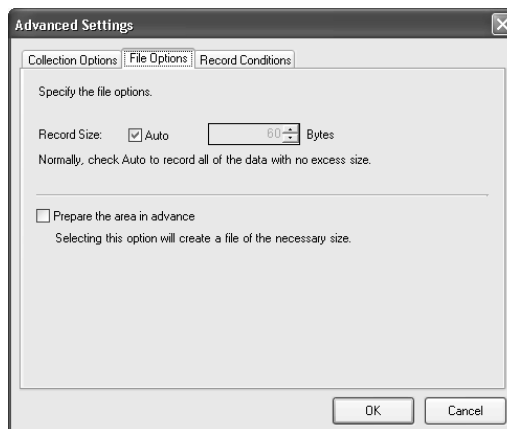 Advanced Settings
Collection Options File Options Record Conditions
Specify the file options.
Record Size: Auto 60 Bytes
Normally, check Auto to record all of the data with no excess size.
Prepare the area in advance
Selecting this option will create a file of the necessary size.
OK Cancel